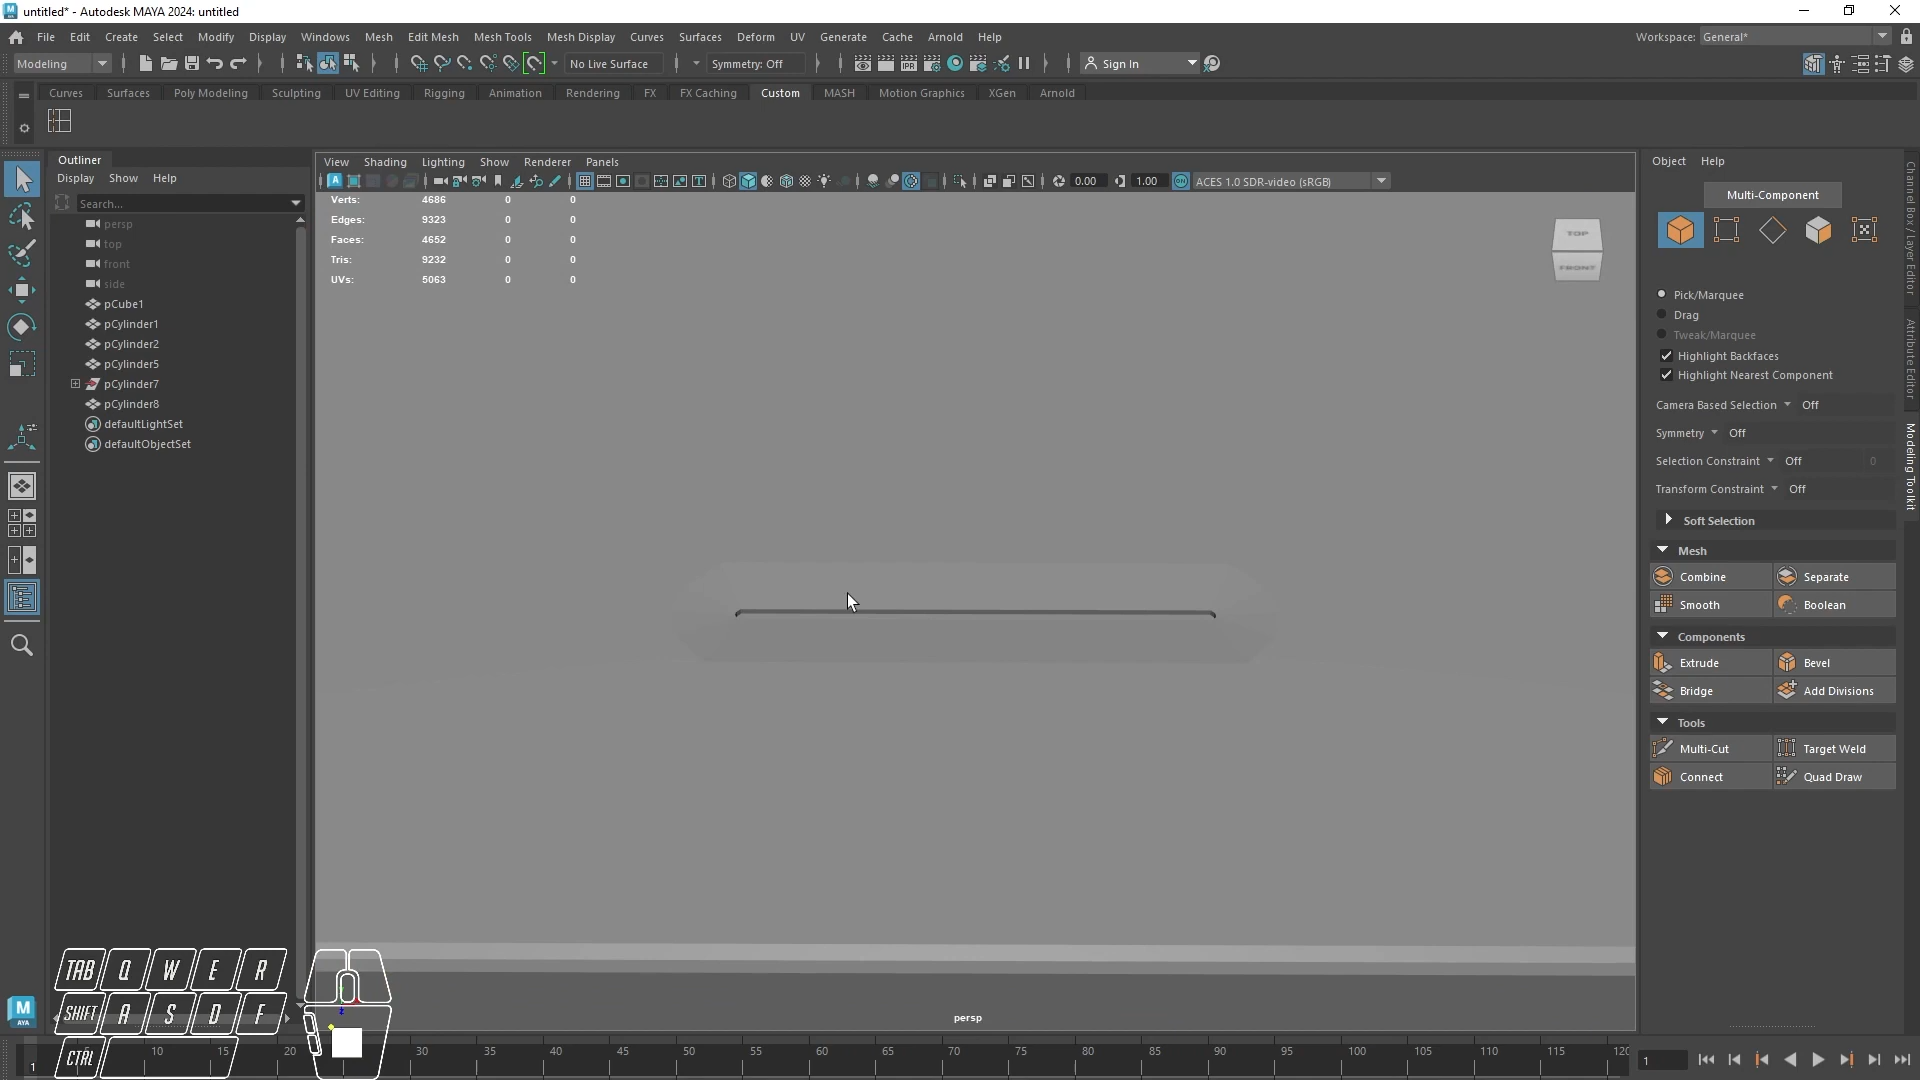 untitled* - Autodesk MAYA 2024: untitled
File Edit Create Select Modify Display Windows Mesh Edit Mesh Mesh Tools Mesh Display Curves Surfaces Deform UV Generate Cache Arnold Help Workspace: General*
Modeling No Live Surface Symmetry: Off Sign In
Curves Surfaces Poly Modeling Sculpting UV Editing Rigging Animation Rendering FX FX Caching Custom MASH Motion Graphics XGen Arnold
Outliner
Display Show Help
Search...
persp
top
front
side
pCube1
pCylinder1
pCylinder2
pCylinder5
pCylinder7
pCylinder8
defaultLightSet
defaultObjectSet
View Shading Lighting Show Renderer Panels
0.00 1.00 ACES 1.0 SDR-video (sRGB)
Verts: 4686 0 0
Edges: 9323 0 0
Faces: 4652 0 0
Tris: 9232 0 0
UVs: 5063 0 0
TOP
FRONT
persp
Object Help
Multi-Component
Pick/Marquee
Drag
Tweak/Marquee
Highlight Backfaces
Highlight Nearest Component
Camera Based Selection Off
Symmetry Off
Selection Constraint Off 0
Transform Constraint Off
Soft Selection
Mesh
Combine Separate
Smooth Boolean
Components
Extrude Bevel
Bridge Add Divisions
Tools
Multi-Cut Target Weld
Connect Quad Draw
Channel Box / Layer Editor
Attribute Editor
Modeling Toolkit
TAB Q W E R
SHIFT A S D F
CTRL
M
AYA
1 5 10 15 20 30 35 40 45 50 55 60 65 70 75 80 85 90 95 100 105 110 115 120
1